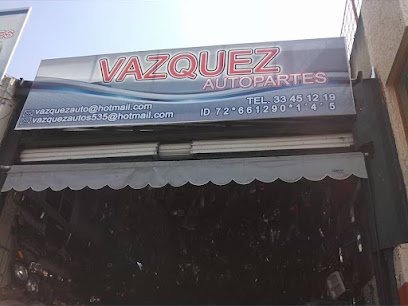 VAZQUEZ
AUTOPARTES
TEL. 33 45 12 19
ID 72*661290*1*4*5
vazquezauto@hotmail.com
vazquezautos535@hotmail.com